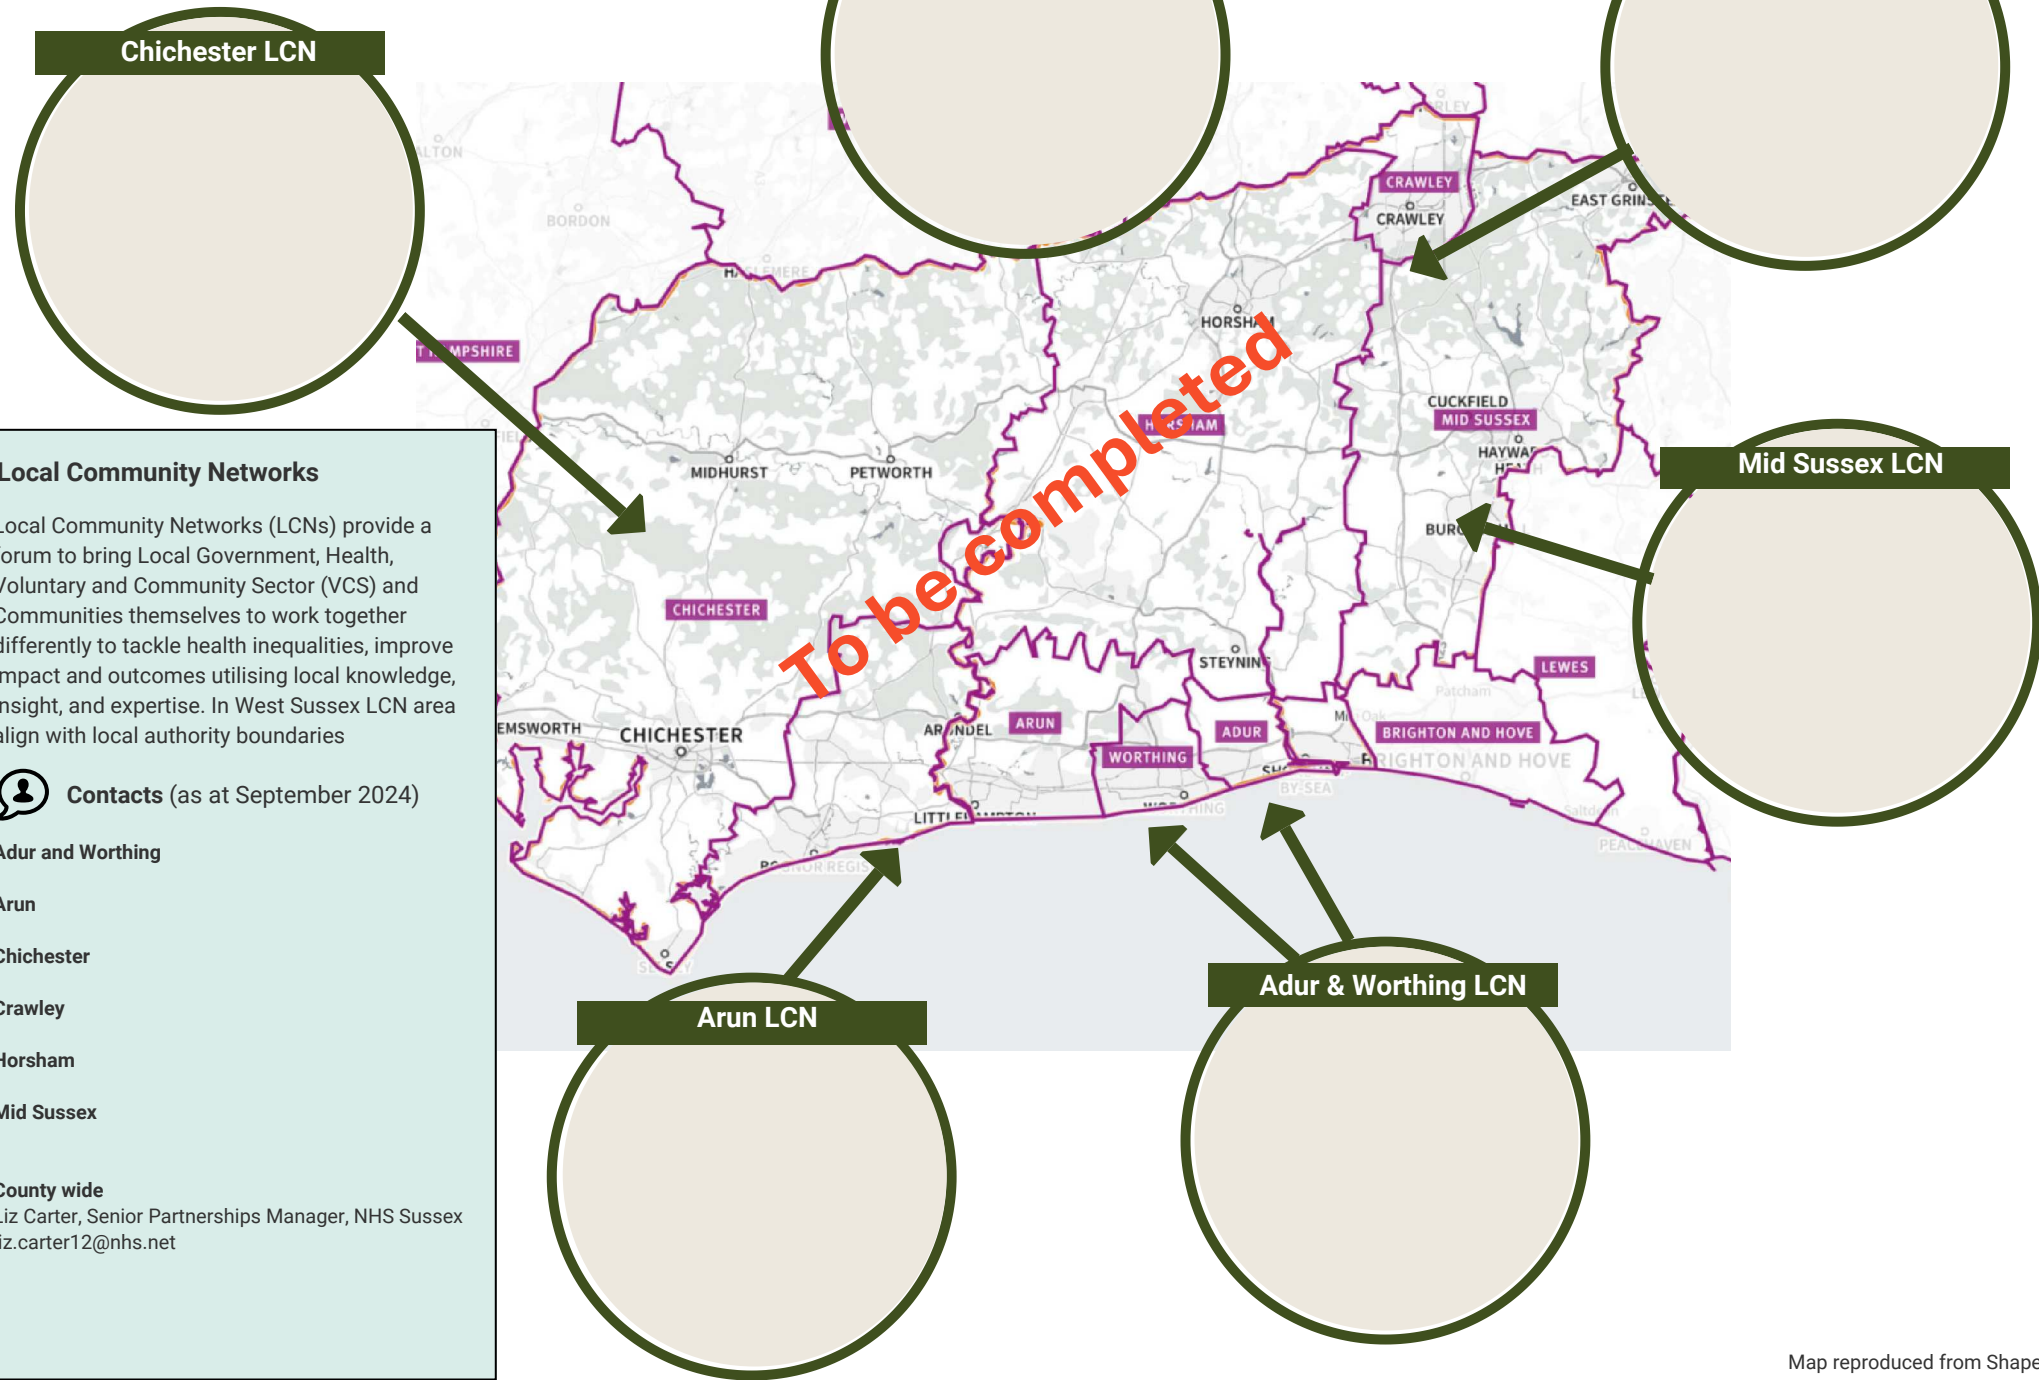 Chichester LCN
ALTON
BORDON
CRAWLEY
CRAWLEY
HORSHAM
CUCKFIELD
MID SUSSEX
MIDHURST
PETWORTH
HORSHAM
Mid Sussex LCN
To be completed
Local Community Networks
Local Community Networks (LCNs) provide a
forum to bring Local Government, Health,
Voluntary and Community Sector (VCS) and
Communities themselves to work together
differently to tackle health inequalities, improve
impact and outcomes utilising local knowledge,
insight, and expertise. In West Sussex LCN area
align with local authority boundaries
Contacts (as at September 2024)
Adur and Worthing
Arun
Chichester
Crawley
Horsham
Mid Sussex
County wide
Liz Carter, Senior Partnerships Manager, NHS Sussex
liz.carter12@nhs.net
CHICHESTER
STEYNING
LEWES
Patcham
EMSWORTH
CHICHESTER
ARUN
ADUR
BRIGHTON AND HOVE
WORTHING
BRIGHTON AND HOVE
BY-SEA
PEACEHAVEN
SELSEY
Arun LCN
Adur & Worthing LCN
Map reproduced from Shape